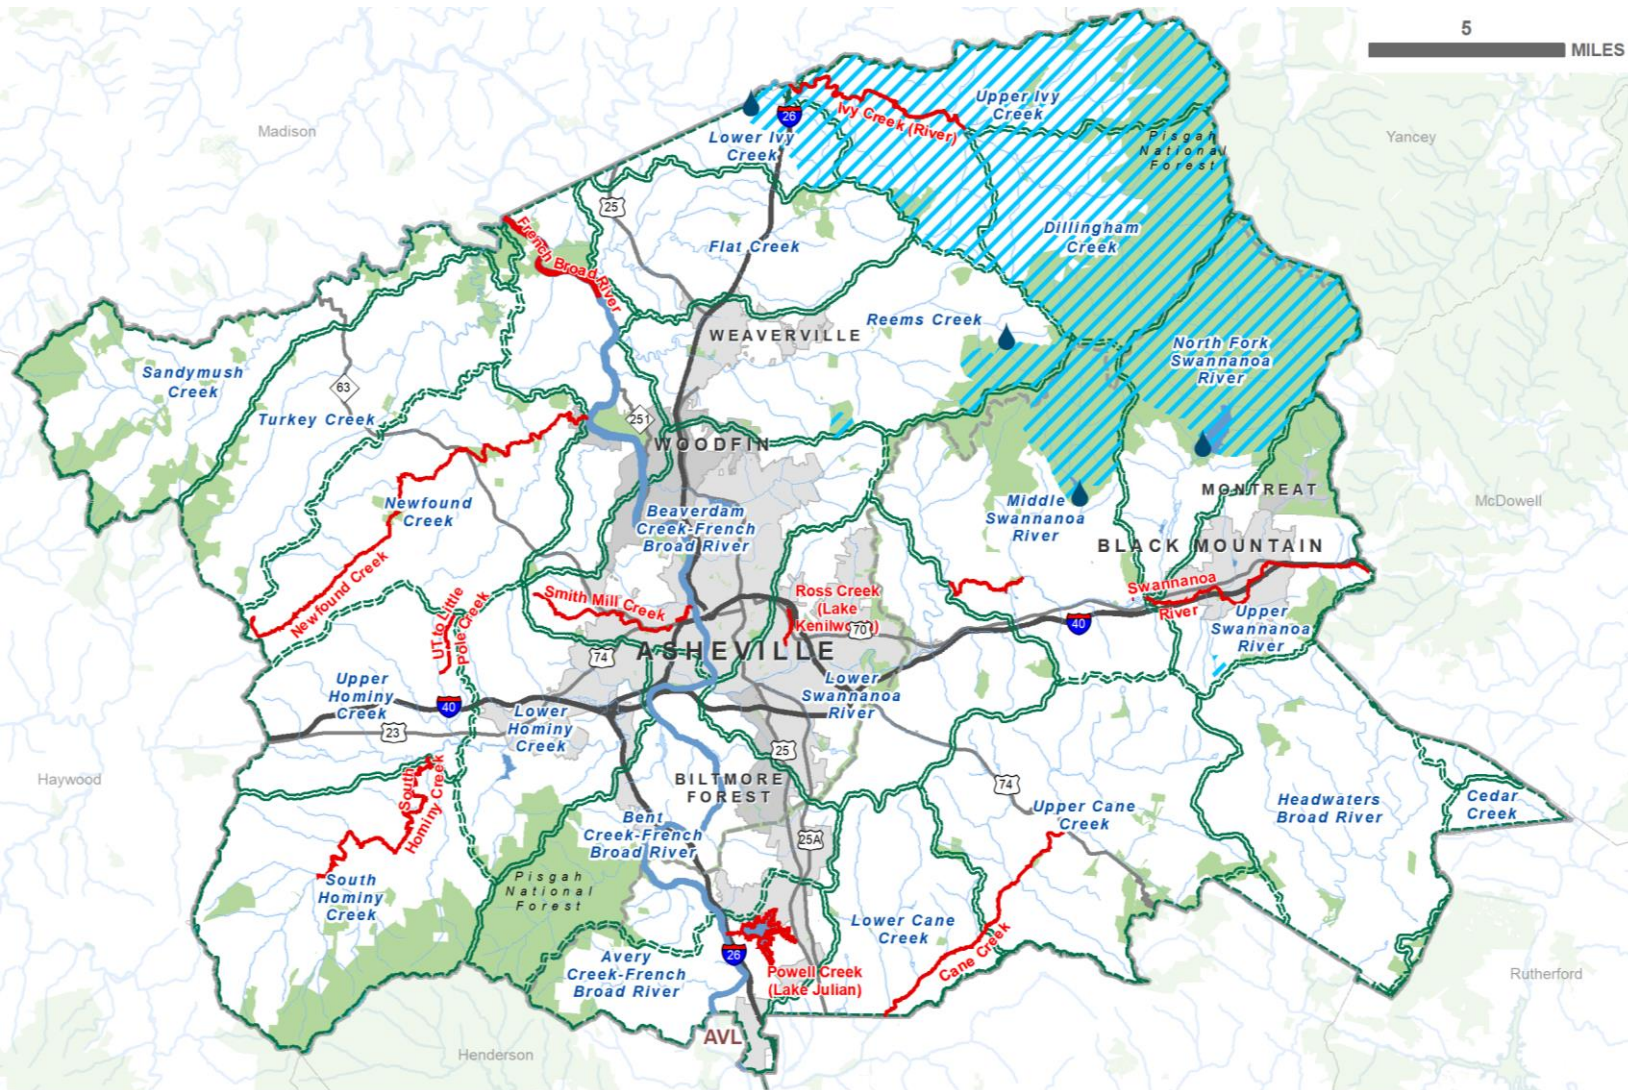 5
MILES
Madison
Yancey
26
Ivy Creek (River)
Upper Ivy
Creek
Lower Ivy
Creek
Pisgah
National
Forest
25
French Broad River
Flat Creek
Dillingham
Creek
WEAVERVILLE
Reems Creek
North Fork
Swannanoa
River
Sandymush
Creek
63
Turkey Creek
251
WOODFIN
Newfound
Creek
Beaverdam
Creek-French
Broad River
Middle
Swannanoa
River
MONTREAT
McDowell
BLACK MOUNTAIN
Newfound Creek
UT to Little
Pole Creek
Smith Mill Creek
Ross Creek
(Lake
Kenilworth)
70
Swannanoa
River
40
Upper
Swannanoa
River
ASHEVILLE
74
Upper
Hominy
Creek
40
23
Lower
Hominy
Creek
Lower
Swannanoa
River
25
Haywood
South
Hominy Creek
BILTMORE
FOREST
74
Upper Cane
Creek
Headwaters
Broad River
Cedar
Creek
Bent
Creek-French
Broad River
25A
South
Hominy
Creek
Pisgah
National
Forest
Lower Cane
Creek
Cane Creek
Avery
Creek-French
Broad River
26
Powell Creek
(Lake Julian)
Rutherford
AVL
Henderson